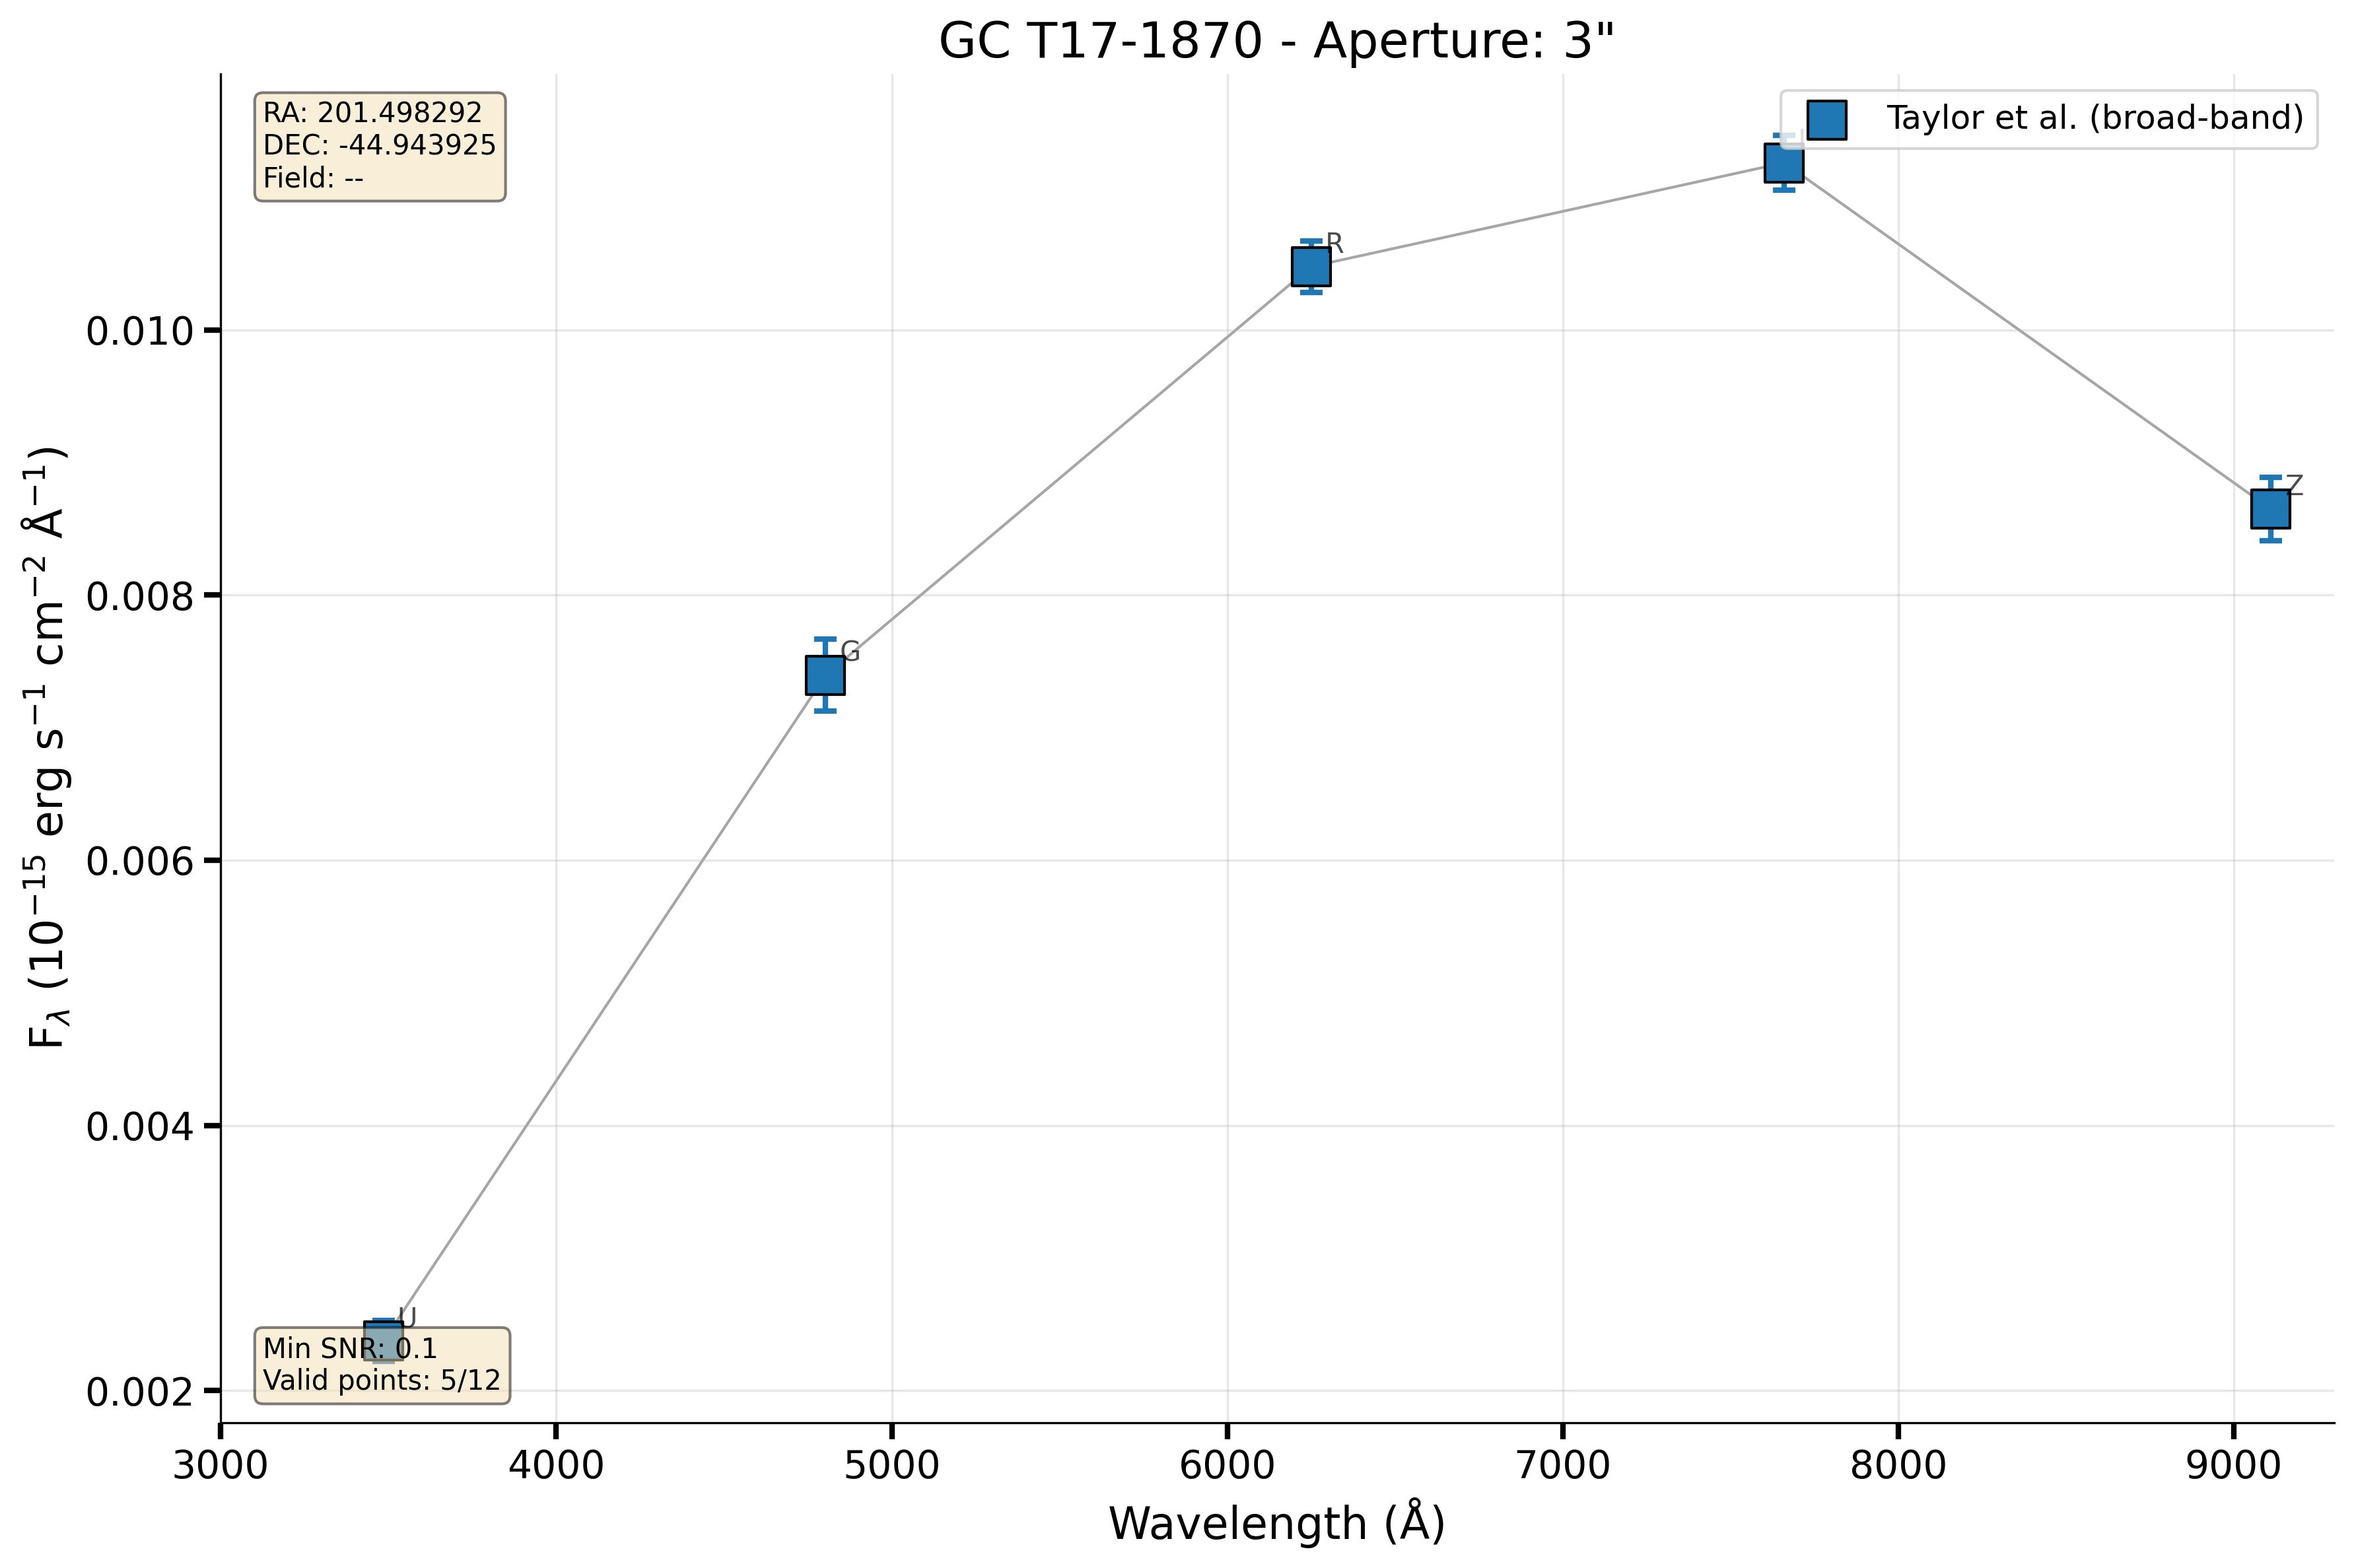 GC T17-1870 - Aperture: 3"
RA: 201.498292
DEC: -44.943925
Field: --
Taylor et al. (broad-band)
I
R
Z
G
U
Min SNR: 0.1
Valid points: 5/12
0.010
0.008
0.006
0.004
0.002
F_λ (10⁻¹⁵ erg s⁻¹ cm⁻² Å⁻¹)
3000 4000 5000 6000 7000 8000 9000
Wavelength (Å)